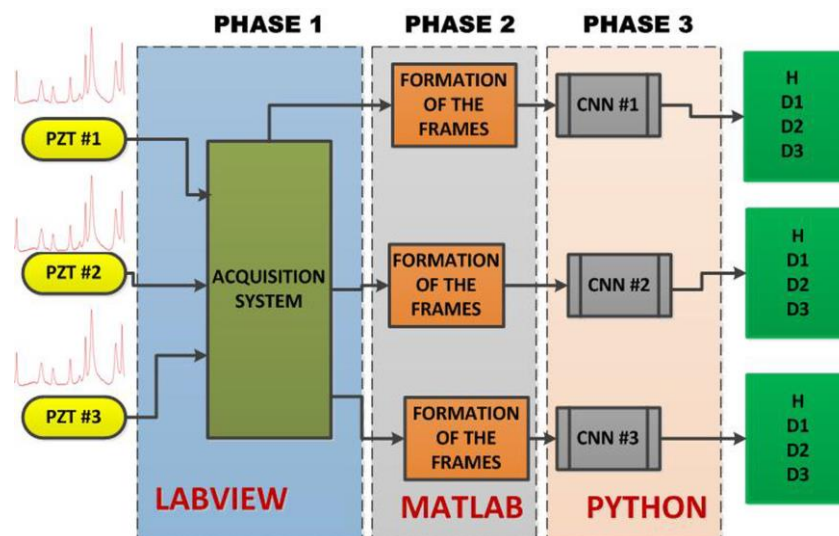 PHASE 1
PHASE 2
PHASE 3
PZT #1
PZT #2
PZT #3
ACQUISITION
SYSTEM
LABVIEW
FORMATION
OF THE
FRAMES
FORMATION
OF THE
FRAMES
FORMATION
OF THE
FRAMES
MATLAB
CNN #1
CNN #2
CNN #3
PYTHON
H
D1
D2
D3
H
D1
D2
D3
H
D1
D2
D3